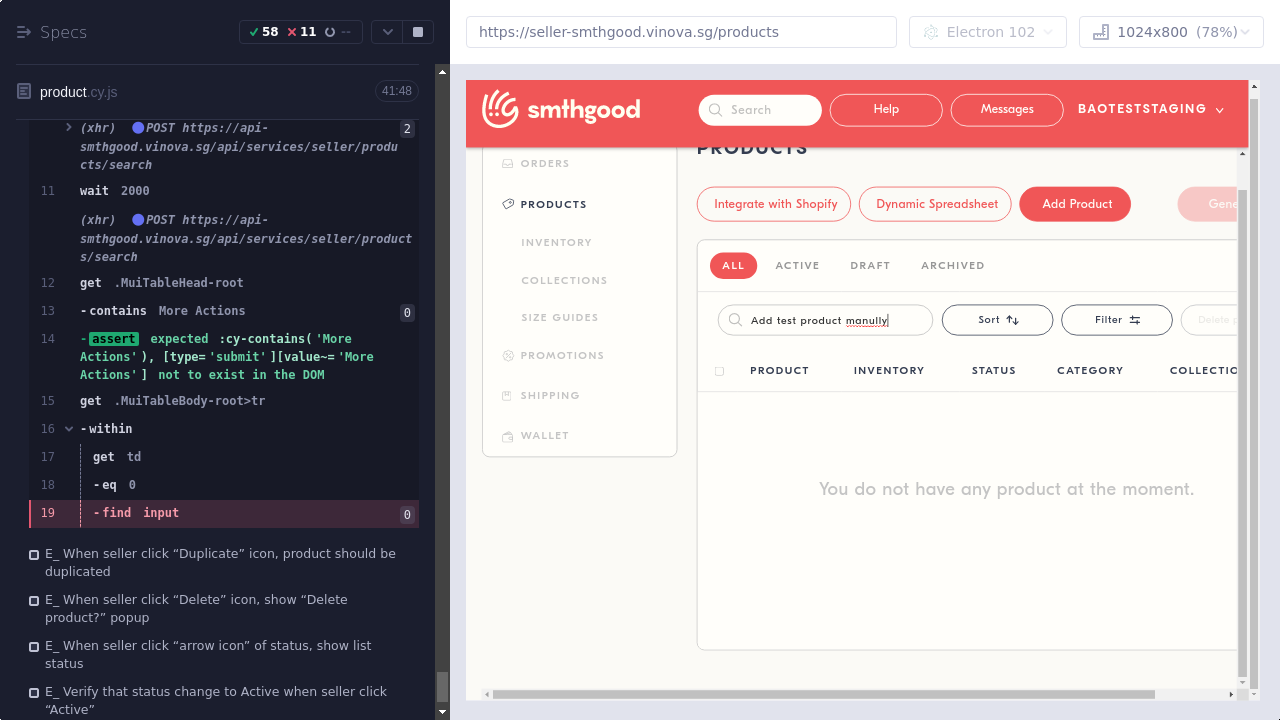 Specs
58
11
--
product.cy.js
41:48
(xhr) POST https://api-
smthgood.vinova.sg/api/services/seller/produ
cts/search
2
11 wait 2000
(xhr) POST https://api-
smthgood.vinova.sg/api/services/seller/product
s/search
12 get .MuiTableHead-root
13 -contains More Actions 0
14 -assert expected :cy-contains('More
Actions'), [type='submit'][value~='More
Actions'] not to exist in the DOM
15 get .MuiTableBody-root>tr
16 -within
17 get td
18 -eq 0
19 -find input 0
E_ When seller click “Duplicate” icon, product should be
duplicated
E_ When seller click “Delete” icon, show “Delete
product?” popup
E_ When seller click “arrow icon” of status, show list
status
E_ Verify that status change to Active when seller click
“Active”
https://seller-smthgood.vinova.sg/products
Electron 102
1024x800 (78%)
smthgood
Search
Help
Messages
BAOTESTSTAGING
ORDERS
PRODUCTS
INVENTORY
COLLECTIONS
SIZE GUIDES
PROMOTIONS
SHIPPING
WALLET
PRODUCTS
Integrate with Shopify
Dynamic Spreadsheet
Add Product
Gene
ALL
ACTIVE
DRAFT
ARCHIVED
Add test product manully
Sort
Filter
Delete p
PRODUCT
INVENTORY
STATUS
CATEGORY
COLLECTIO
You do not have any product at the moment.